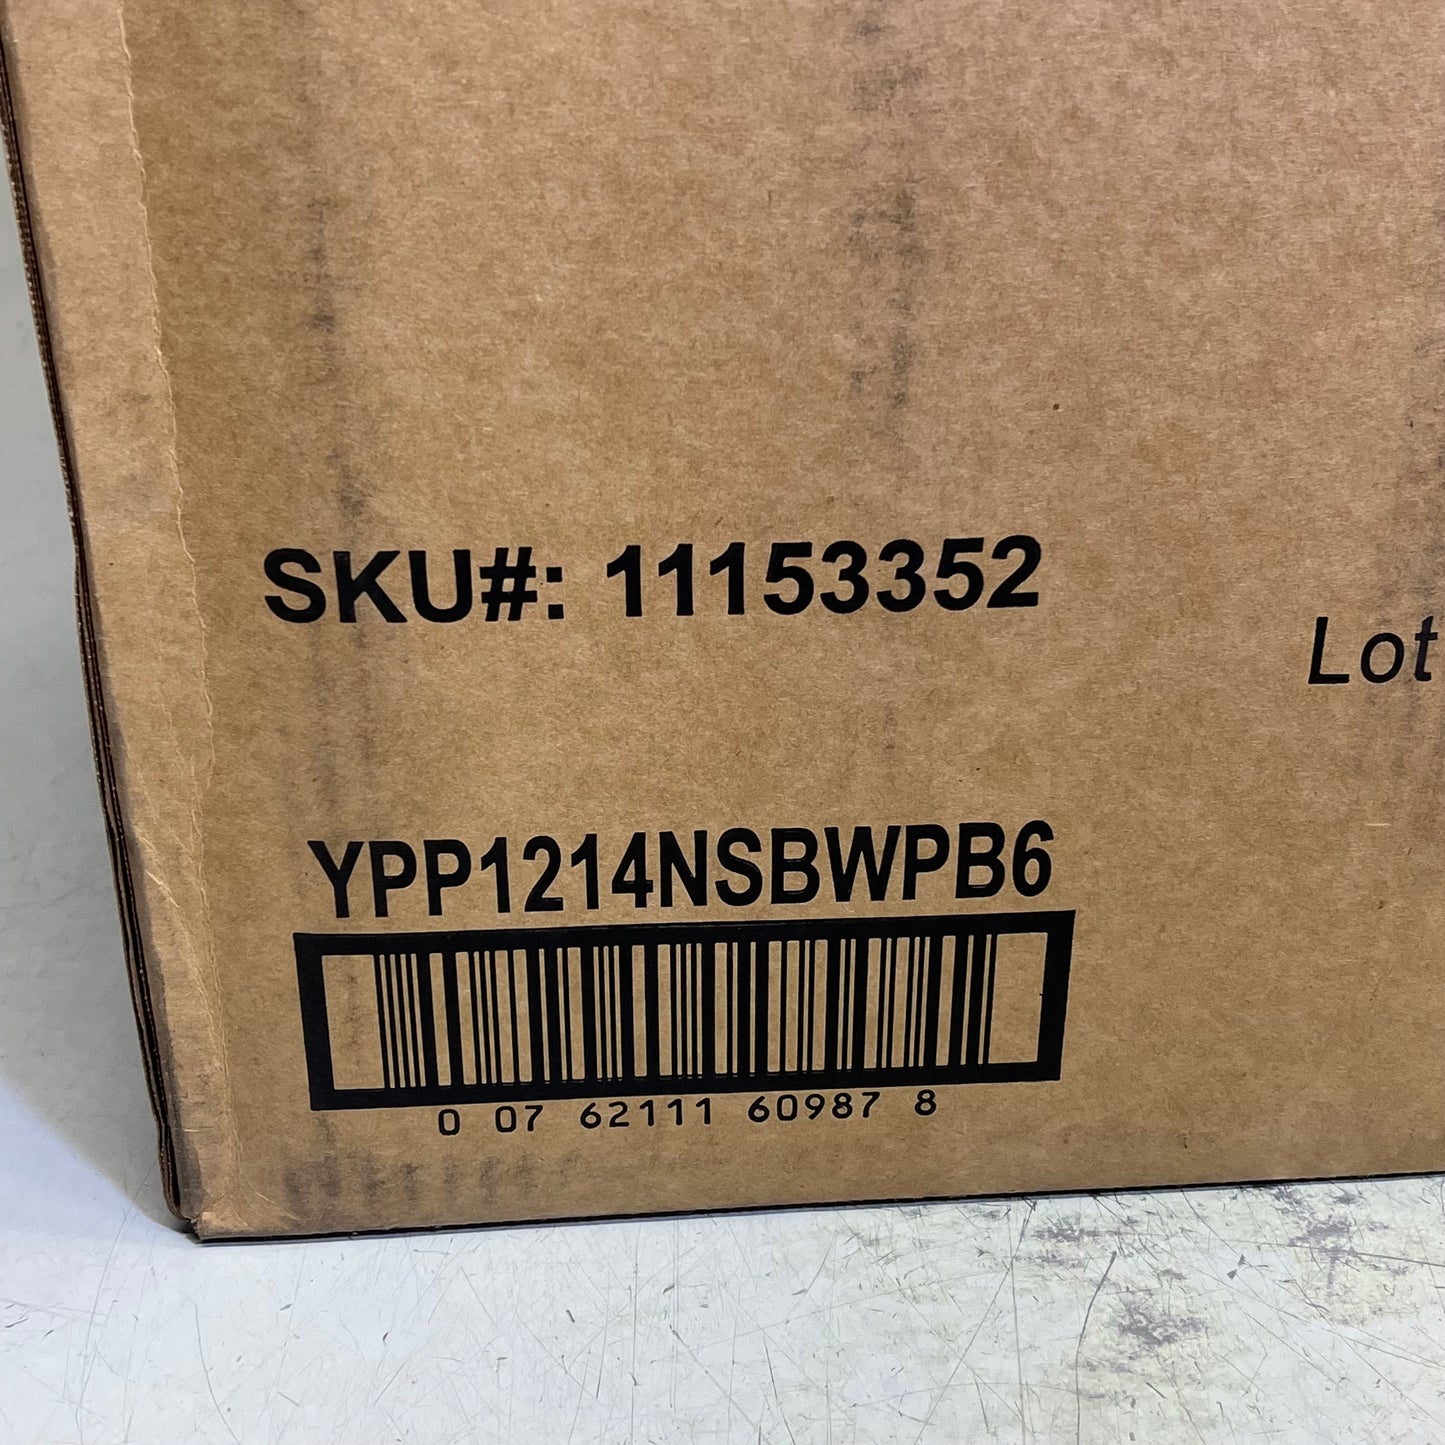 SKU#: 11153352
Lot
YPP1214NSBWPB6
0 07 62111 60987 8